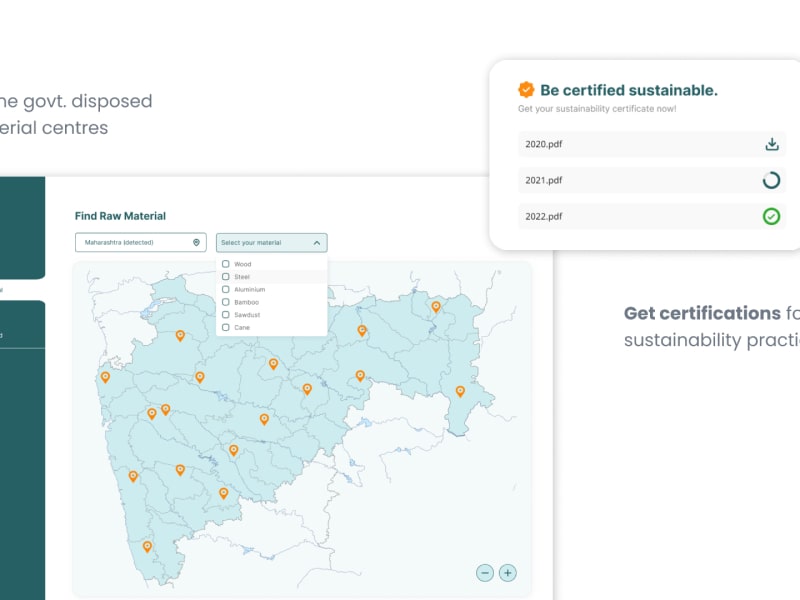 he govt. disposed
erial centres
Be certified sustainable.
Get your sustainability certificate now!
2020.pdf
2021.pdf
2022.pdf
Find Raw Material
Maharashtra (detected)
Select your material
Wood
Steel
Aluminium
Bamboo
Sawdust
Cane
Get certifications fo
sustainability practi